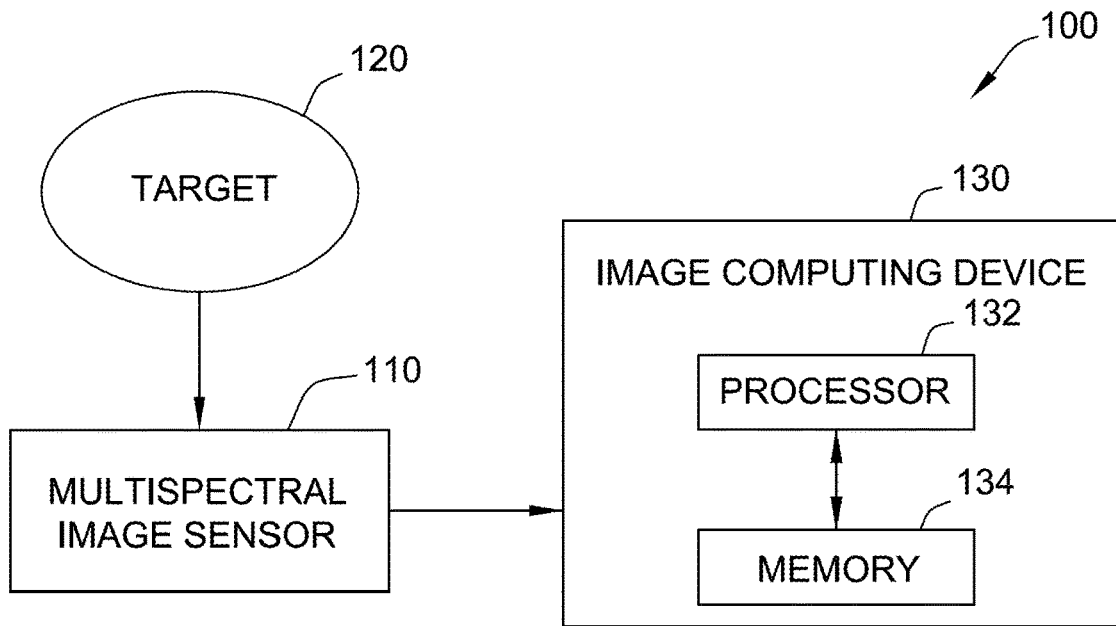 100
120
TARGET
130
IMAGE COMPUTING DEVICE
132
PROCESSOR
110
MULTISPECTRAL
IMAGE SENSOR
134
MEMORY